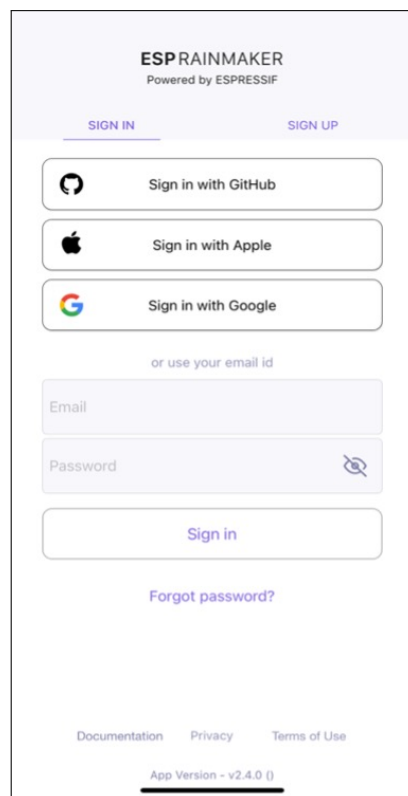 ESP RAINMAKER
Powered by ESPRESSIF
SIGN IN SIGN UP
Sign in with GitHub
Sign in with Apple
Sign in with Google
or use your email id
Email
Password
Sign in
Forgot password?
Documentation Privacy Terms of Use
App Version - v2.4.0 ()